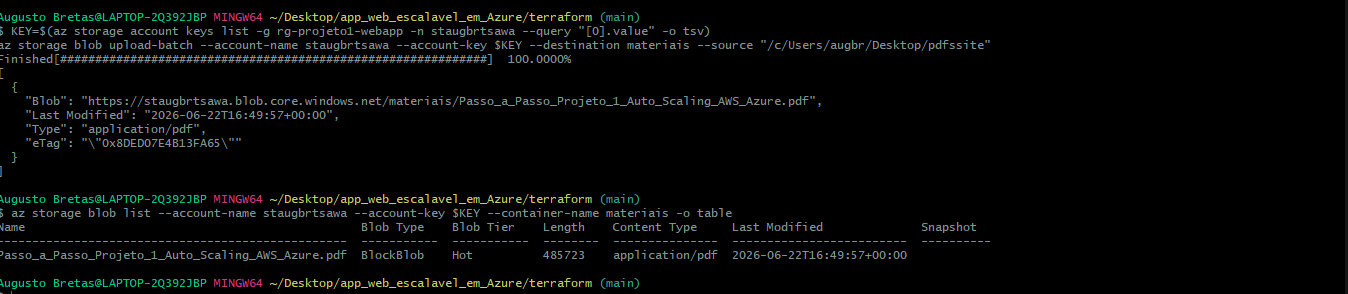 Augusto Bretas@LAPTOP-2Q392JBP MINGW64 ~/Desktop/app_web_escalavel_em_Azure/terraform (main)
$ KEY=$(az storage account keys list -g rg-projeto1-webapp -n staugbrtsawa --query "[0].value" -o tsv)
az storage blob upload-batch --account-name staugbrtsawa --account-key $KEY --destination materiais --source "/c/Users/augbr/Desktop/pdfssite"
Finished[#############################################################]  100.0000%
[
  {
    "Blob": "https://staugbrtsawa.blob.core.windows.net/materiais/Passo_a_Passo_Projeto_1_Auto_Scaling_AWS_Azure.pdf",
    "Last Modified": "2026-06-22T16:49:57+00:00",
    "Type": "application/pdf",
    "eTag": "\"0x8DED07E4B13FA65\""
  }
]
Augusto Bretas@LAPTOP-2Q392JBP MINGW64 ~/Desktop/app_web_escalavel_em_Azure/terraform (main)
$ az storage blob list --account-name staugbrtsawa --account-key $KEY --container-name materiais -o table
Name                                                Blob Type    Blob Tier    Length    Content Type     Last Modified              Snapshot
--------------------------------------------------  -----------  -----------  --------  ---------------  -------------------------  ----------
Passo_a_Passo_Projeto_1_Auto_Scaling_AWS_Azure.pdf  BlockBlob    Hot          485723    application/pdf  2026-06-22T16:49:57+00:00
Augusto Bretas@LAPTOP-2Q392JBP MINGW64 ~/Desktop/app_web_escalavel_em_Azure/terraform (main)